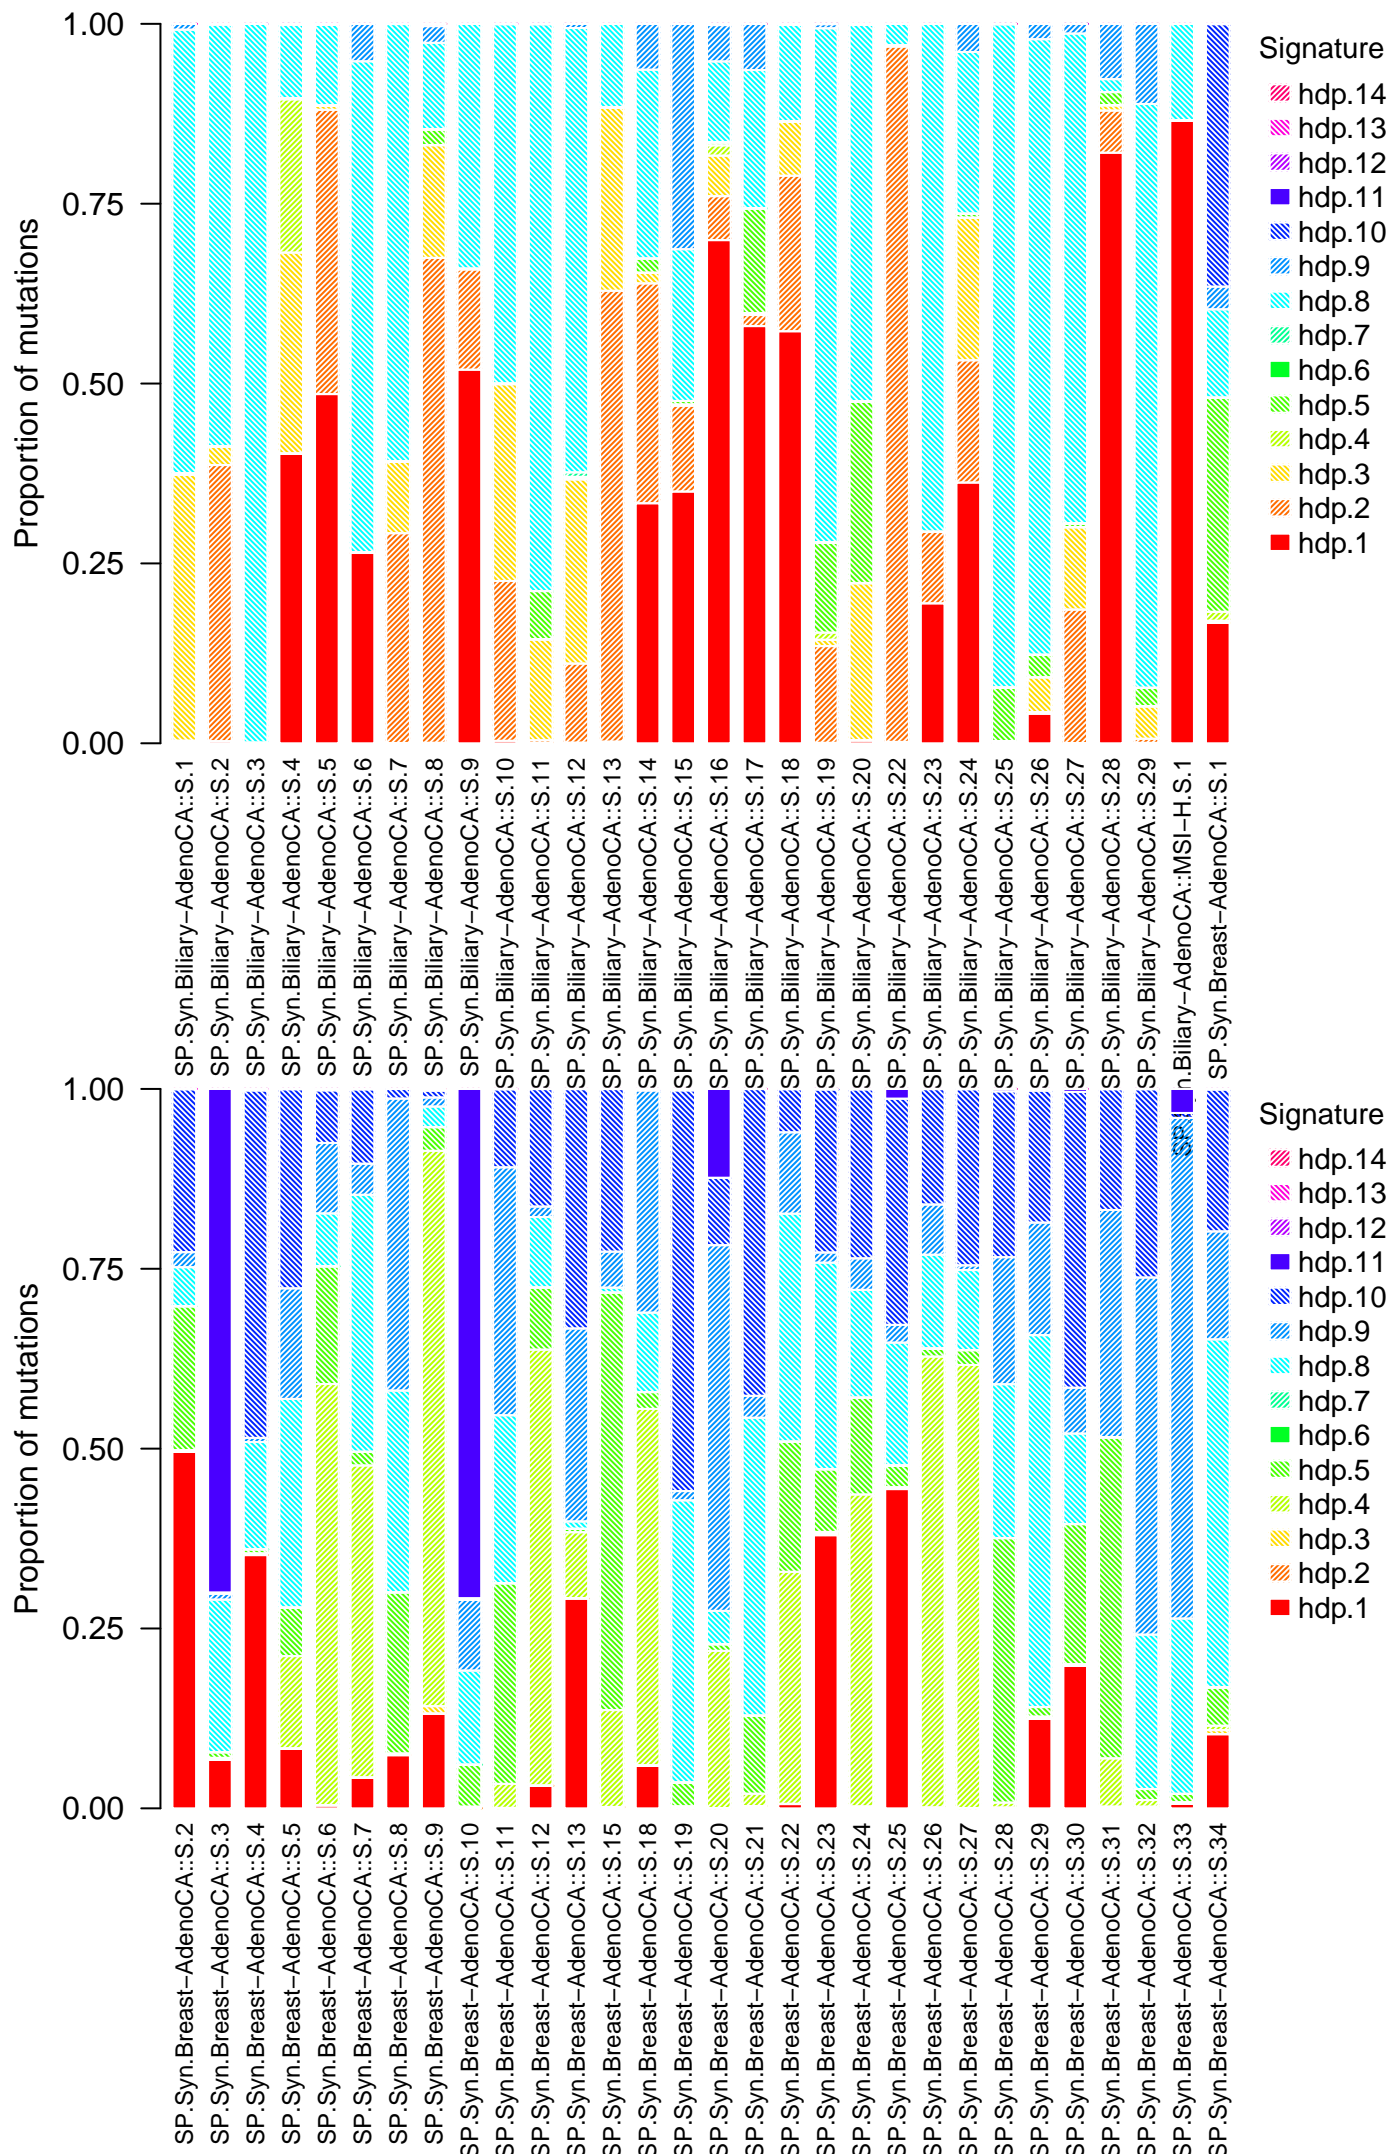 Proportion of mutations
1.00
0.75
0.50
0.25
0.00
SP.Syn.Biliary−AdenoCA::S.1
SP.Syn.Biliary−AdenoCA::S.2
SP.Syn.Biliary−AdenoCA::S.3
SP.Syn.Biliary−AdenoCA::S.4
SP.Syn.Biliary−AdenoCA::S.5
SP.Syn.Biliary−AdenoCA::S.6
SP.Syn.Biliary−AdenoCA::S.7
SP.Syn.Biliary−AdenoCA::S.8
SP.Syn.Biliary−AdenoCA::S.9
SP.Syn.Biliary−AdenoCA::S.10
SP.Syn.Biliary−AdenoCA::S.11
SP.Syn.Biliary−AdenoCA::S.12
SP.Syn.Biliary−AdenoCA::S.13
SP.Syn.Biliary−AdenoCA::S.14
SP.Syn.Biliary−AdenoCA::S.15
SP.Syn.Biliary−AdenoCA::S.16
SP.Syn.Biliary−AdenoCA::S.17
SP.Syn.Biliary−AdenoCA::S.18
SP.Syn.Biliary−AdenoCA::S.19
SP.Syn.Biliary−AdenoCA::S.20
SP.Syn.Biliary−AdenoCA::S.22
SP.Syn.Biliary−AdenoCA::S.23
SP.Syn.Biliary−AdenoCA::S.24
SP.Syn.Biliary−AdenoCA::S.25
SP.Syn.Biliary−AdenoCA::S.26
SP.Syn.Biliary−AdenoCA::S.27
SP.Syn.Biliary−AdenoCA::S.28
SP.Syn.Biliary−AdenoCA::S.29
SP. n.Biliary−AdenoCA::MSI−H.S.1
SP.Syn.Breast−AdenoCA::S.1
Signature
hdp.14
hdp.13
hdp.12
hdp.11
hdp.10
hdp.9
hdp.8
hdp.7
hdp.6
hdp.5
hdp.4
hdp.3
hdp.2
hdp.1
Proportion of mutations
1.00
0.75
0.50
0.25
0.00
SP.Syn.Breast−AdenoCA::S.2
SP.Syn.Breast−AdenoCA::S.3
SP.Syn.Breast−AdenoCA::S.4
SP.Syn.Breast−AdenoCA::S.5
SP.Syn.Breast−AdenoCA::S.6
SP.Syn.Breast−AdenoCA::S.7
SP.Syn.Breast−AdenoCA::S.8
SP.Syn.Breast−AdenoCA::S.9
SP.Syn.Breast−AdenoCA::S.10
SP.Syn.Breast−AdenoCA::S.11
SP.Syn.Breast−AdenoCA::S.12
SP.Syn.Breast−AdenoCA::S.13
SP.Syn.Breast−AdenoCA::S.15
SP.Syn.Breast−AdenoCA::S.18
SP.Syn.Breast−AdenoCA::S.19
SP.Syn.Breast−AdenoCA::S.20
SP.Syn.Breast−AdenoCA::S.21
SP.Syn.Breast−AdenoCA::S.22
SP.Syn.Breast−AdenoCA::S.23
SP.Syn.Breast−AdenoCA::S.24
SP.Syn.Breast−AdenoCA::S.25
SP.Syn.Breast−AdenoCA::S.26
SP.Syn.Breast−AdenoCA::S.27
SP.Syn.Breast−AdenoCA::S.28
SP.Syn.Breast−AdenoCA::S.29
SP.Syn.Breast−AdenoCA::S.30
SP.Syn.Breast−AdenoCA::S.31
SP.Syn.Breast−AdenoCA::S.32
SP.Syn.Breast−AdenoCA::S.33
SP.Syn.Breast−AdenoCA::S.34
Signature
hdp.14
hdp.13
hdp.12
hdp.11
hdp.10
hdp.9
hdp.8
hdp.7
hdp.6
hdp.5
hdp.4
hdp.3
hdp.2
hdp.1